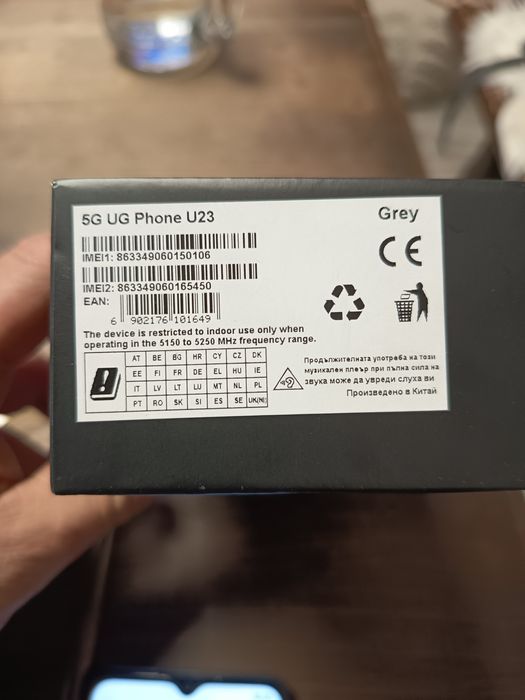 5G UG Phone U23
Grey
IMEI1: 863349060150106
IMEI2: 863349060165450
EAN:
6 902176 101649
The device is restricted to indoor use only when
operating in the 5150 to 5250 MHz frequency range.
AT BE BG HR CY CZ DK
EE FI FR DE EL HU IE
IT LV LT LU MT NL PL
PT RO SK SI ES SE UK(NI)
Продължителната употреба на този
музикален плеър при пълна сила на
звука може да увреди слуха ви
Произведено в Китай